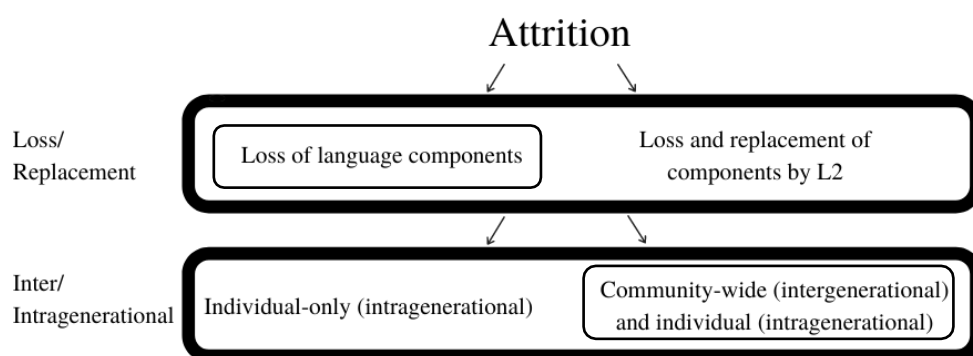 Attrition
Loss/
Replacement
Loss of language components
Loss and replacement of
components by L2
Inter/
Intragenerational
Individual-only (intragenerational)
Community-wide (intergenerational)
and individual (intragenerational)